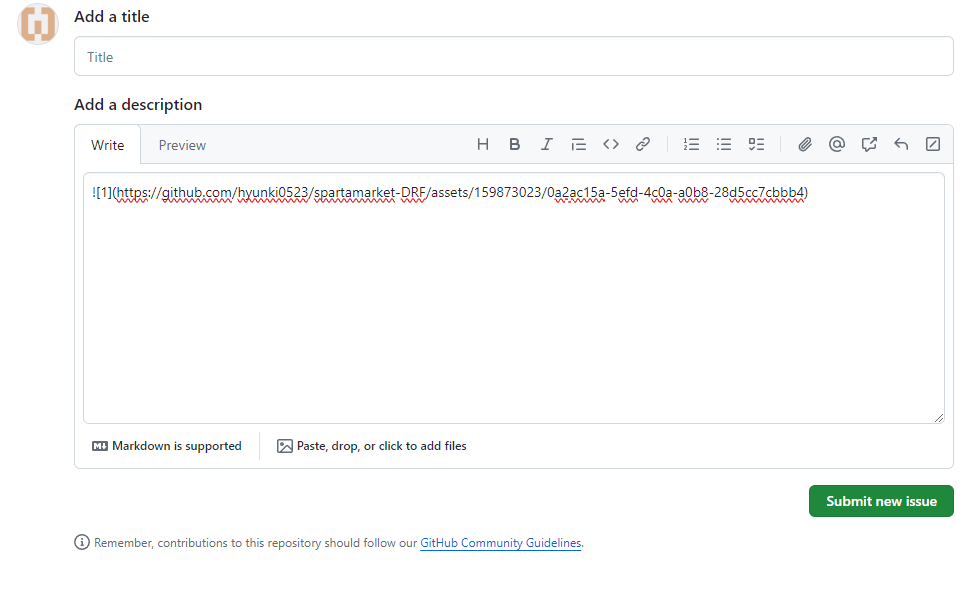 Add a title
Title
Add a description
Write Preview
![1](https://github.com/hyunki0523/spartamarket-DRF/assets/159873023/0a2ac15a-5efd-4c0a-a0b8-28d5cc7cbbb4)
Markdown is supported
Paste, drop, or click to add files
Submit new issue
Remember, contributions to this repository should follow our GitHub Community Guidelines.